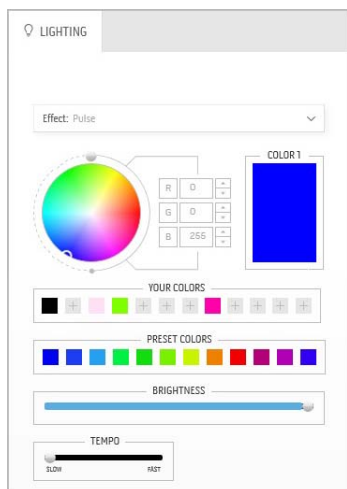 LIGHTING
Effect: Pulse
COLOR 1
R 0
G 0
B 255
YOUR COLORS
PRESET COLORS
BRIGHTNESS
TEMPO
SLOW FAST